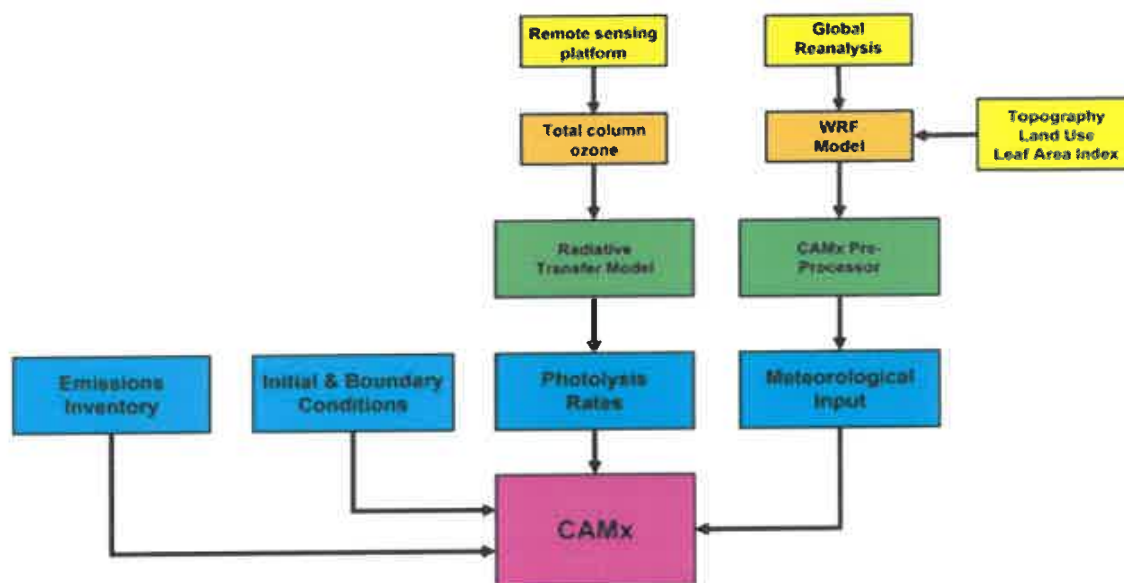 Remote sensing
platform
Global
Reanalysis
Total column
ozone
WRF
Model
Topography
Land Use
Leaf Area Index
Radiative
Transfer Model
CAMx Pre-
Processor
Emissions
Inventory
Initial & Boundary
Conditions
Photolysis
Rates
Meteorological
Input
CAMx